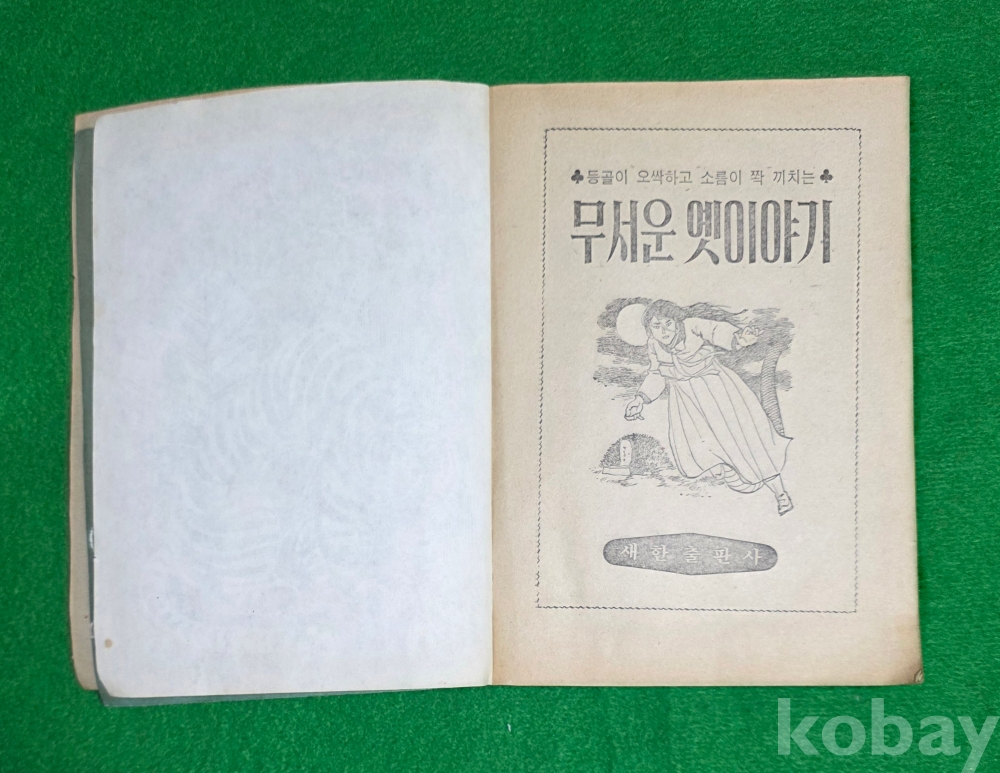 ♣등골이 오싹하고 소름이 쫙 끼치는♣
무서운 옛이야기
새한출판사
kobay